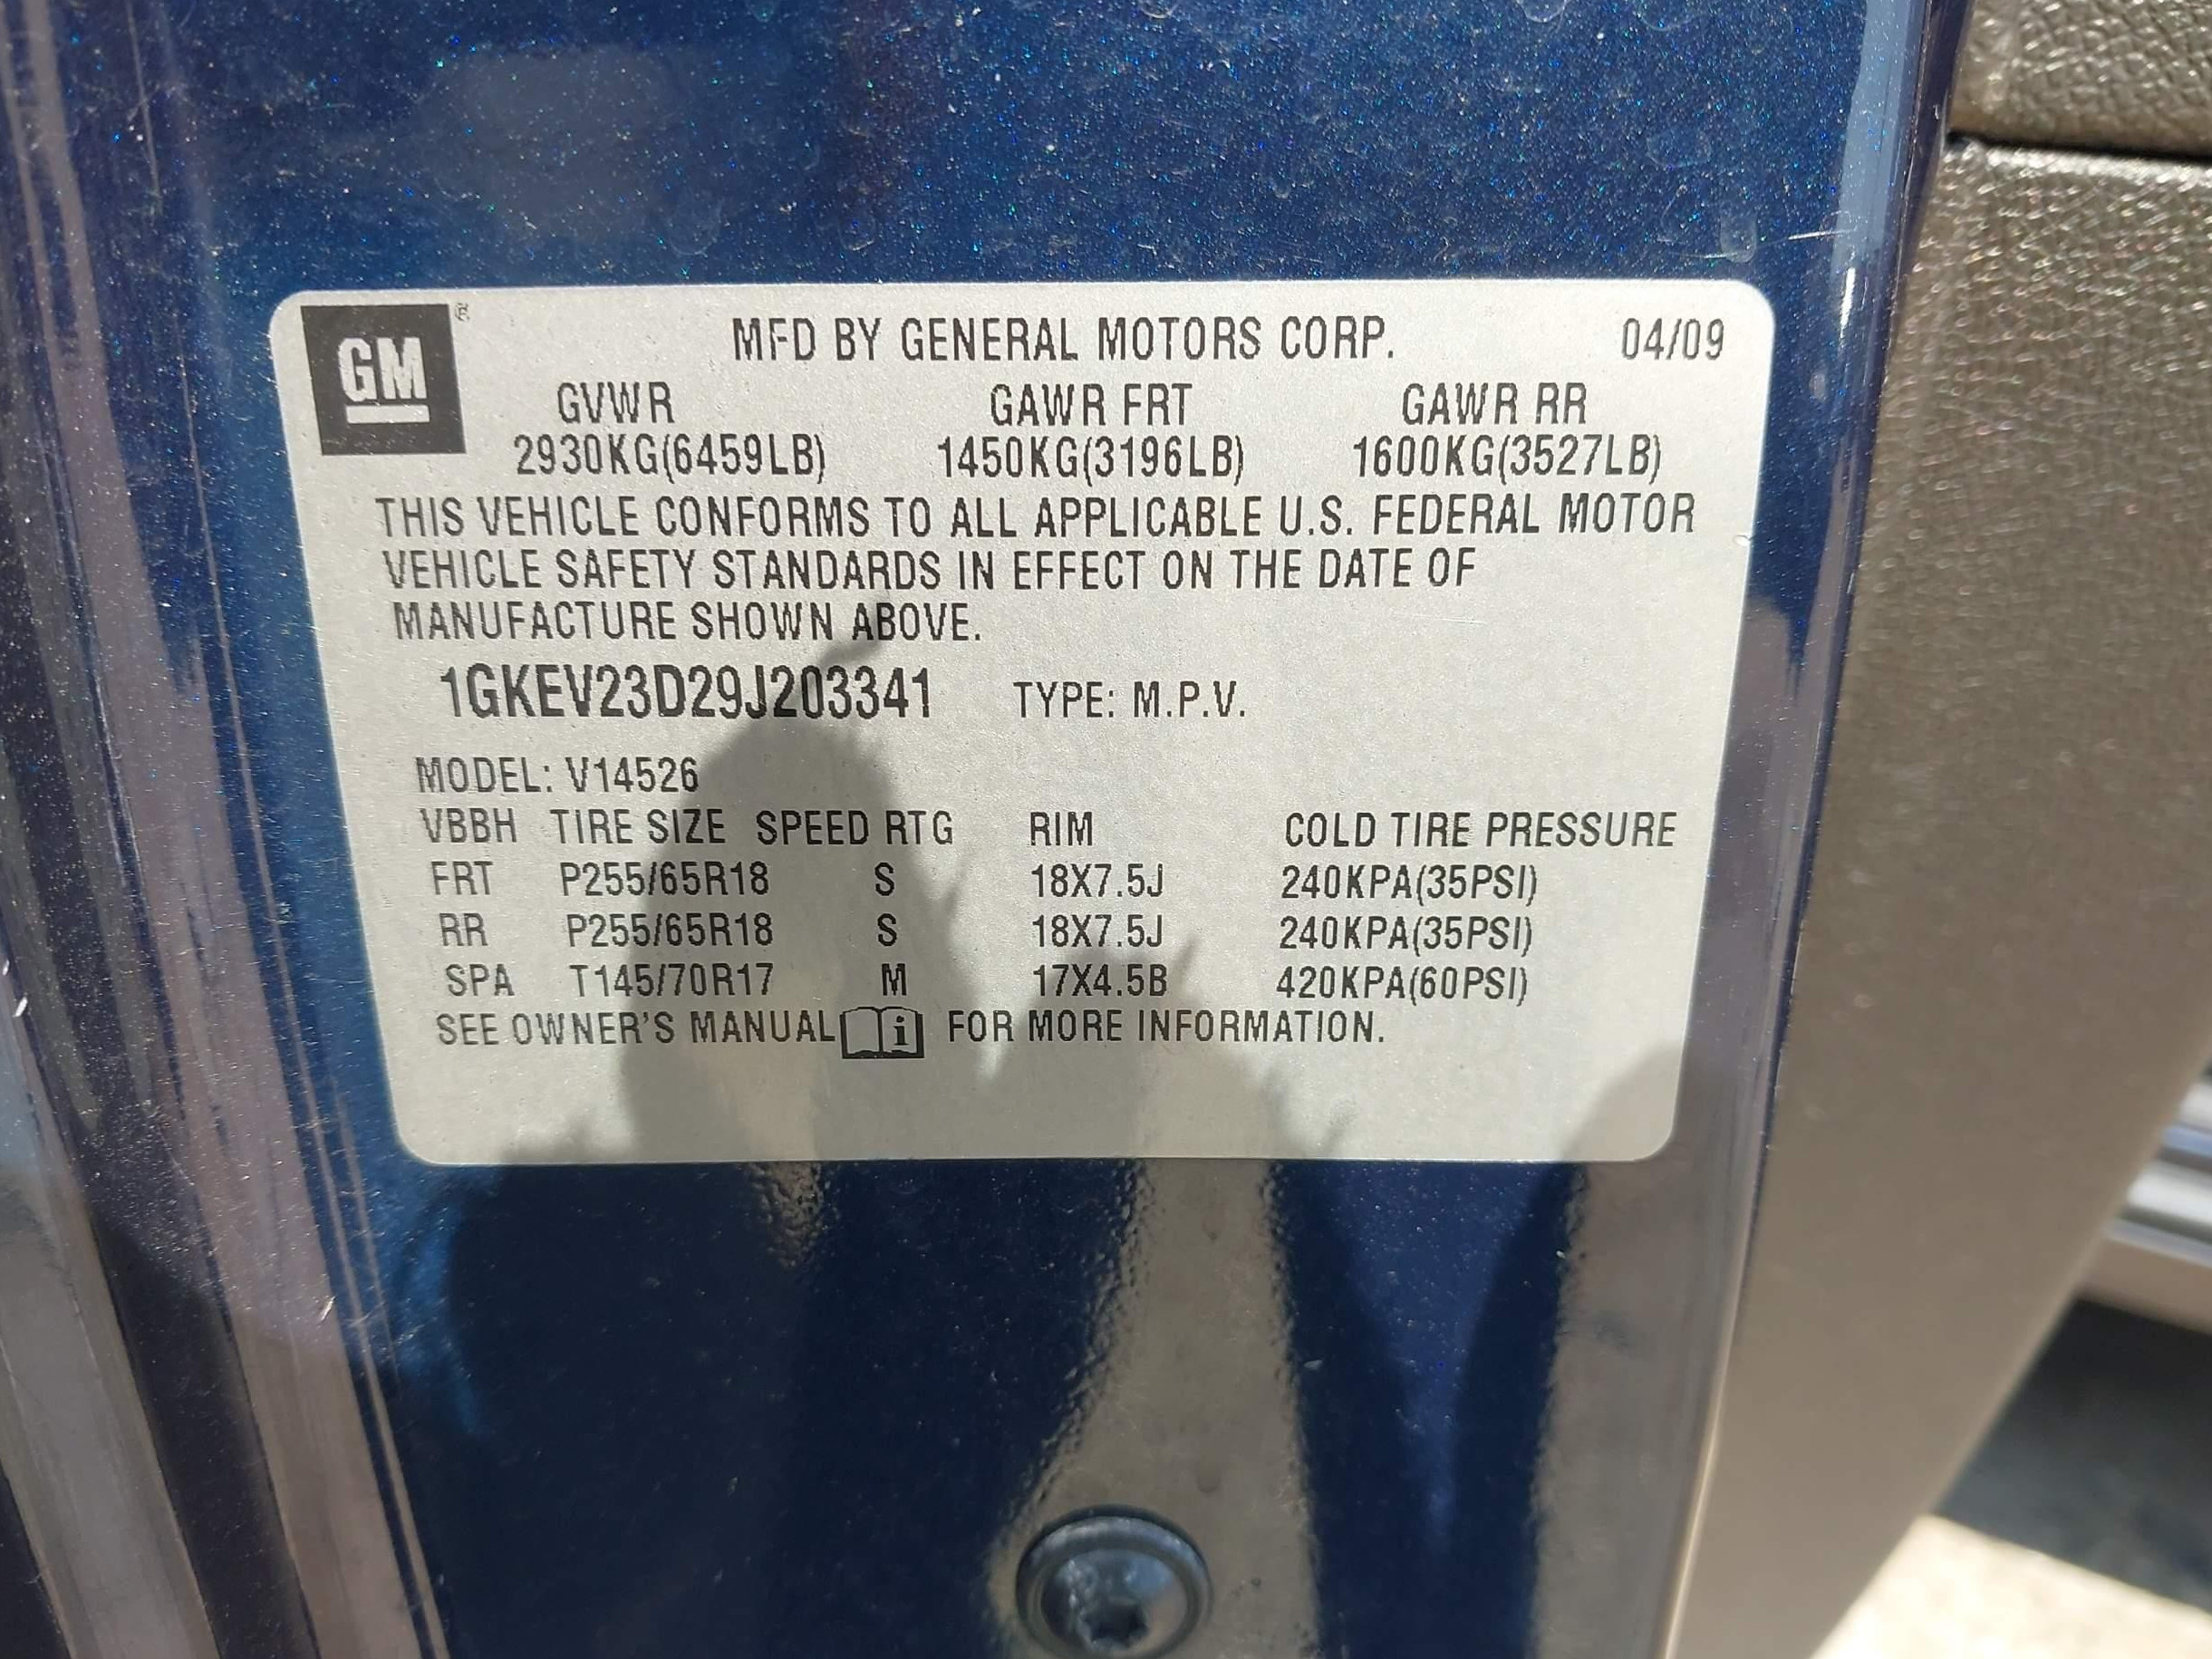 GM ® MFD BY GENERAL MOTORS CORP. 04/09
GVWR GAWR FRT GAWR RR
2930KG(6459LB) 1450KG(3196LB) 1600KG(3527LB)
THIS VEHICLE CONFORMS TO ALL APPLICABLE U.S. FEDERAL MOTOR
VEHICLE SAFETY STANDARDS IN EFFECT ON THE DATE OF
MANUFACTURE SHOWN ABOVE.
1GKEV23D29J203341 TYPE: M.P.V.
MODEL: V14526
VBBH TIRE SIZE SPEED RTG RIM COLD TIRE PRESSURE
FRT P255/65R18 S 18X7.5J 240KPA(35PSI)
RR P255/65R18 S 18X7.5J 240KPA(35PSI)
SPA T145/70R17 M 17X4.5B 420KPA(60PSI)
SEE OWNER'S MANUAL i FOR MORE INFORMATION.